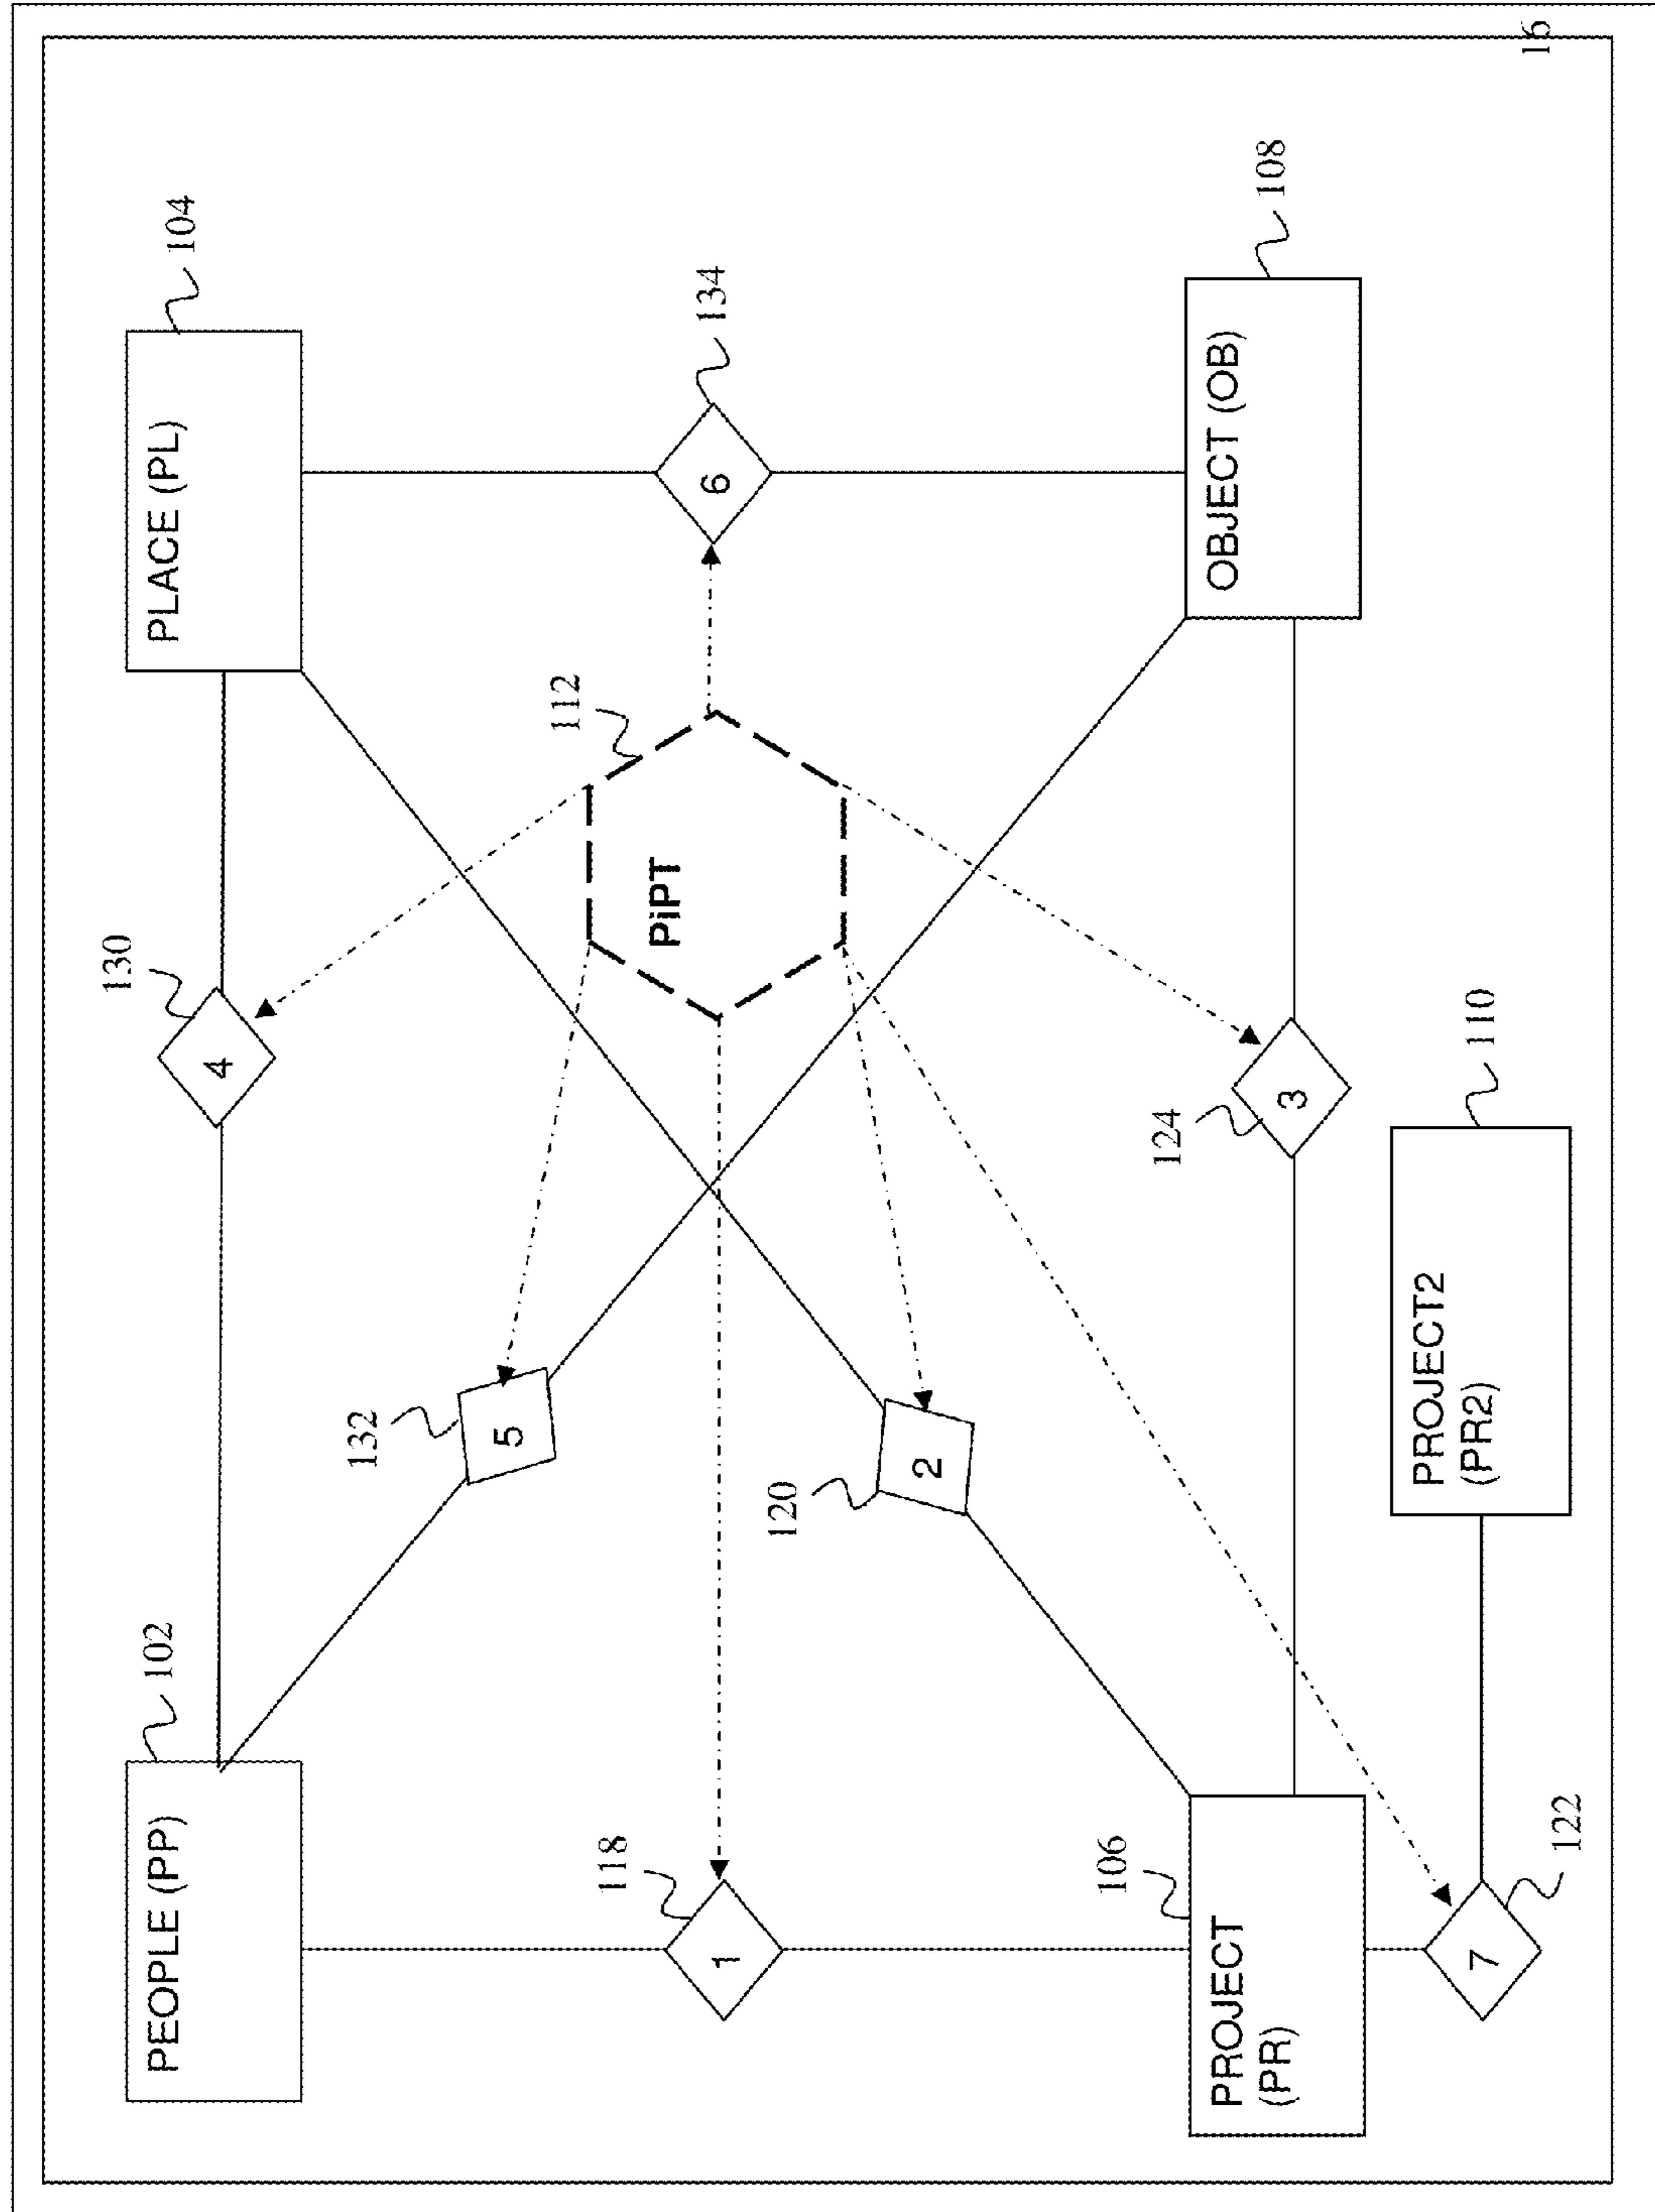 PEOPLE (PP)
102
4
130
PLACE (PL)
104
5
132
112
PiPT
1
118
6
134
2
120
PROJECT
(PR)
106
3
124
OBJECT (OB)
108
7
122
PROJECT2
(PR2)
110
16